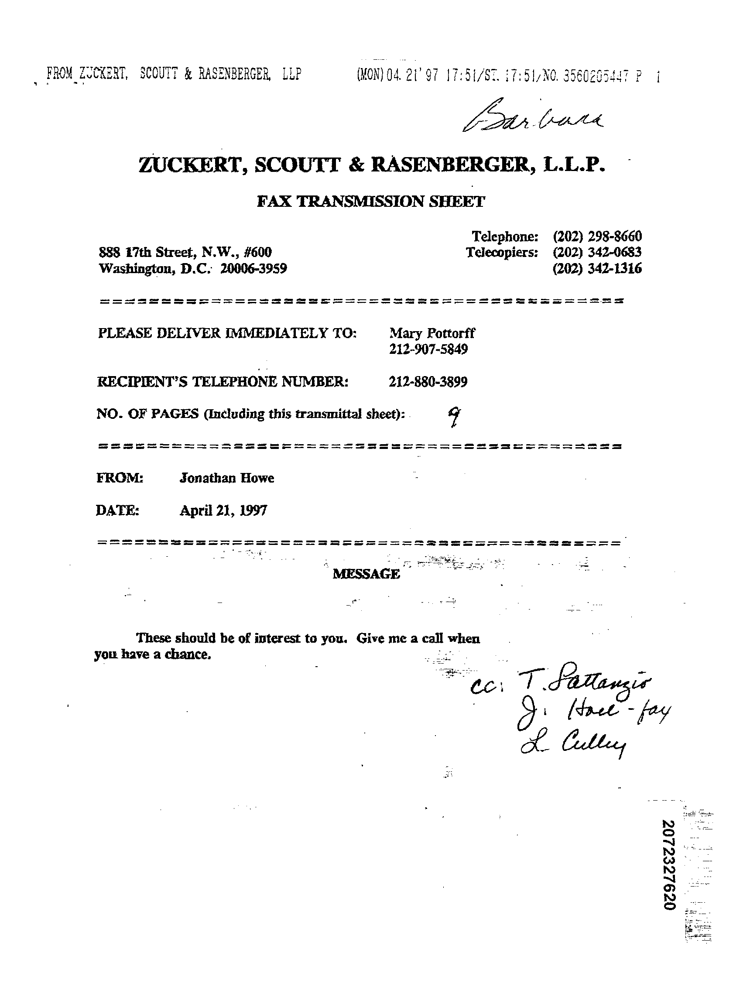 FROM ZUCKERT, SCOUTT & RASENBERGER, LLP (MON) 04. 21' 97 17:51/ST. 17:51/NO. 3560205447 P 1
Barbara
ZUCKERT, SCOUTT & RASENBERGER, L.L.P.
FAX TRANSMISSION SHEET
888 17th Street, N.W., #600
Washington, D.C. 20006-3959
Telephone: (202) 298-8660
Telecopiers: (202) 342-0683
(202) 342-1316
PLEASE DELIVER IMMEDIATELY TO: Mary Pottorff
212-907-5849
RECIPIENT'S TELEPHONE NUMBER: 212-880-3899
NO. OF PAGES (Including this transmittal sheet): 9
FROM: Jonathan Howe
DATE: April 21, 1997
MESSAGE
These should be of interest to you. Give me a call when
you have a chance.
cc: T. Lattanzio
J.
L Culley
2072327620